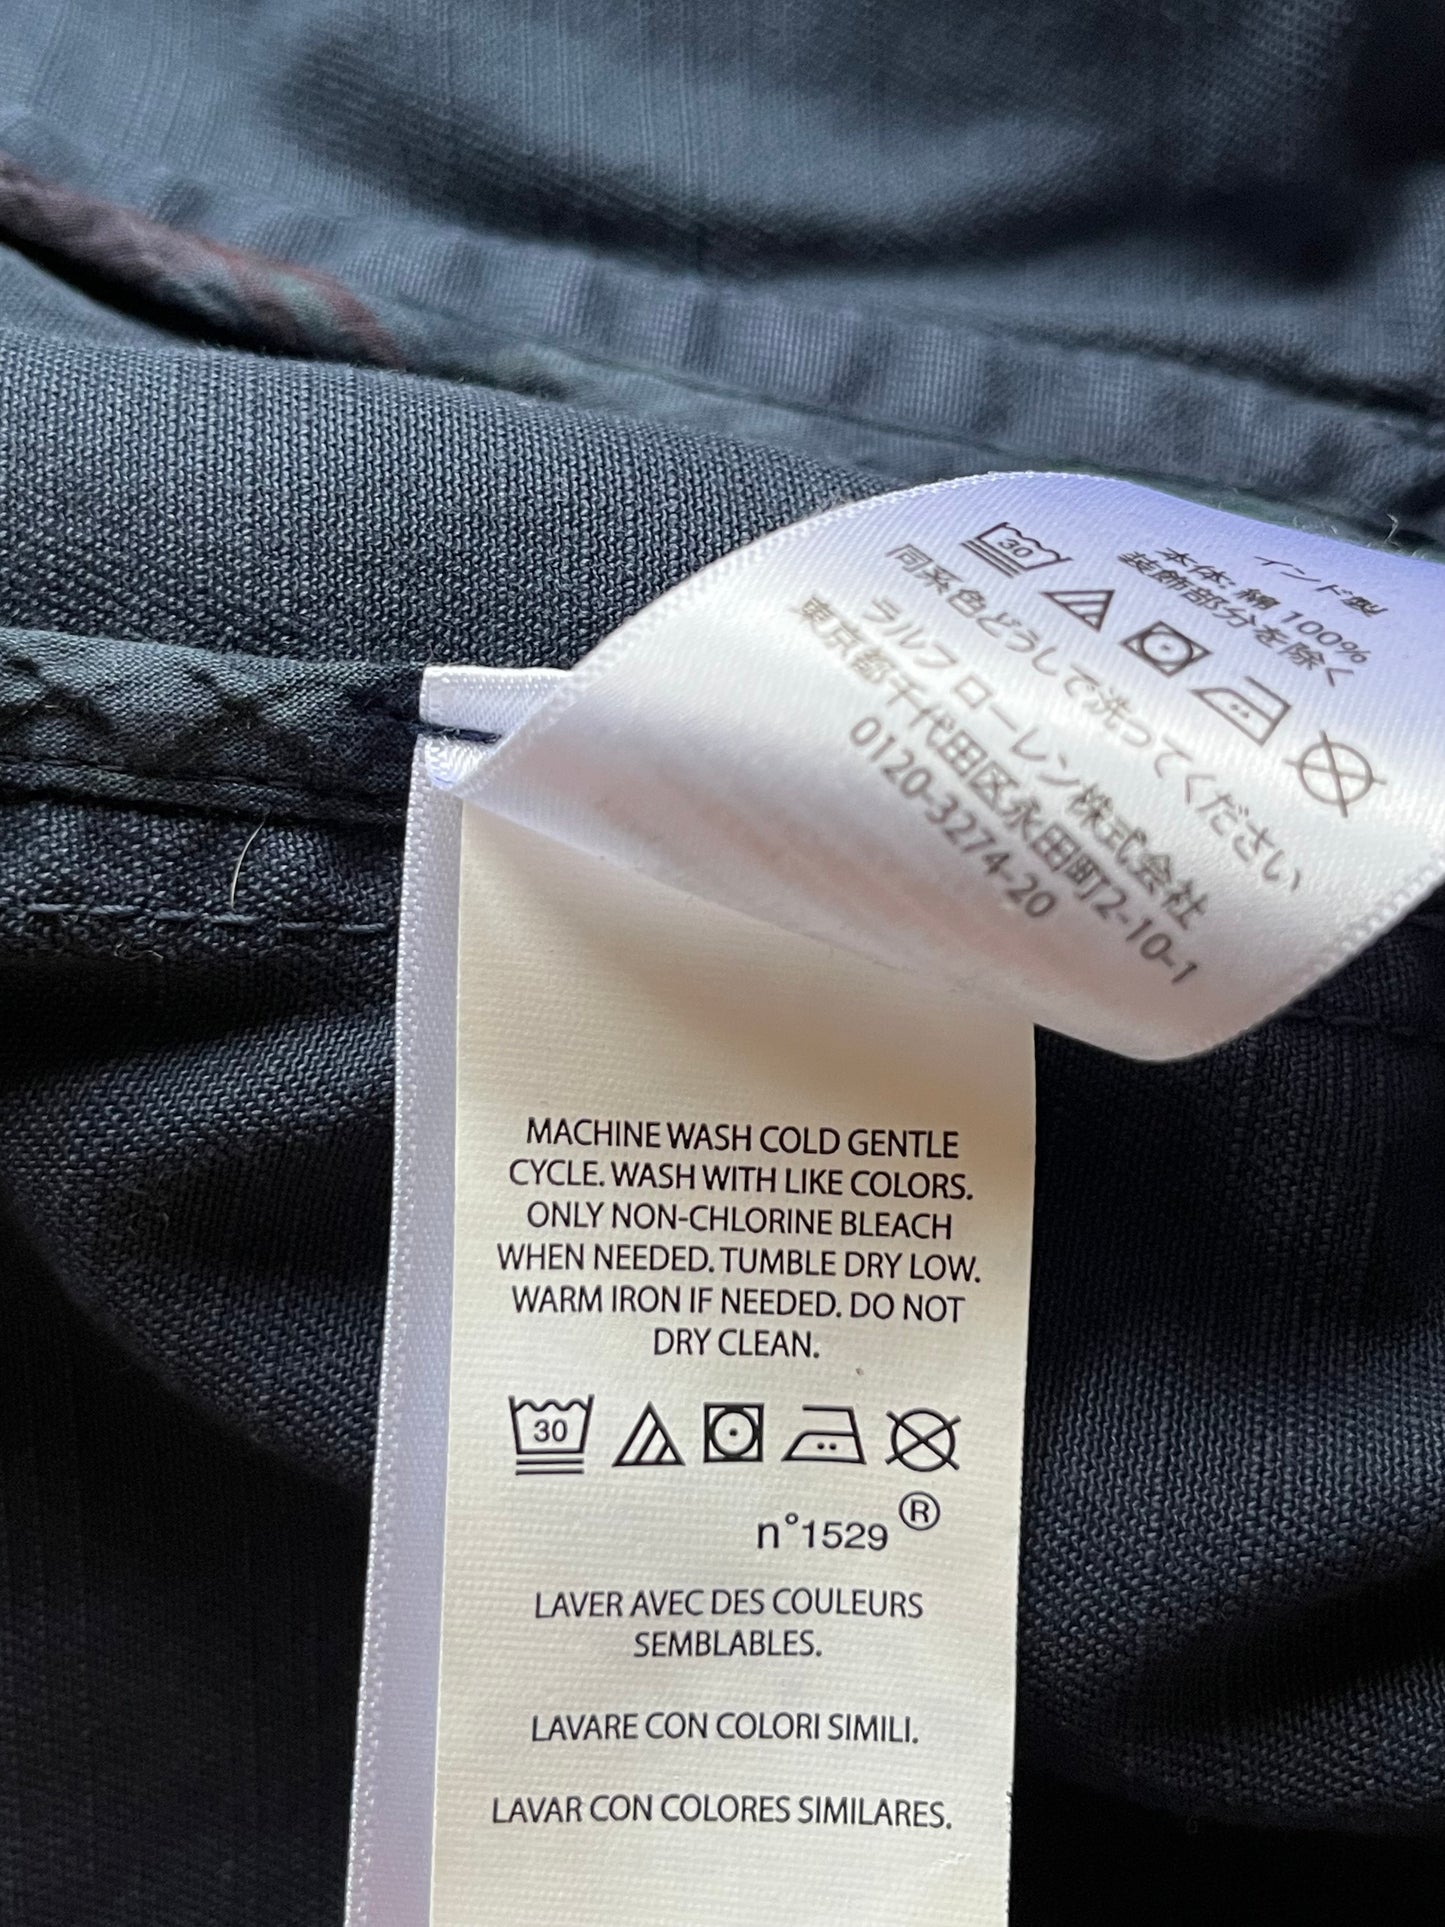 インド製
本体:綿 100%
装飾部分を除く
30
同系色どうしで洗ってください
ラルフ ローレン株式会社
東京都千代田区永田町2-10-1
0120-3274-20
MACHINE WASH COLD GENTLE
CYCLE. WASH WITH LIKE COLORS.
ONLY NON-CHLORINE BLEACH
WHEN NEEDED. TUMBLE DRY LOW.
WARM IRON IF NEEDED. DO NOT
DRY CLEAN.
30
n°1529 ®
LAVER AVEC DES COULEURS
SEMBLABLES.
LAVARE CON COLORI SIMILI.
LAVAR CON COLORES SIMILARES.